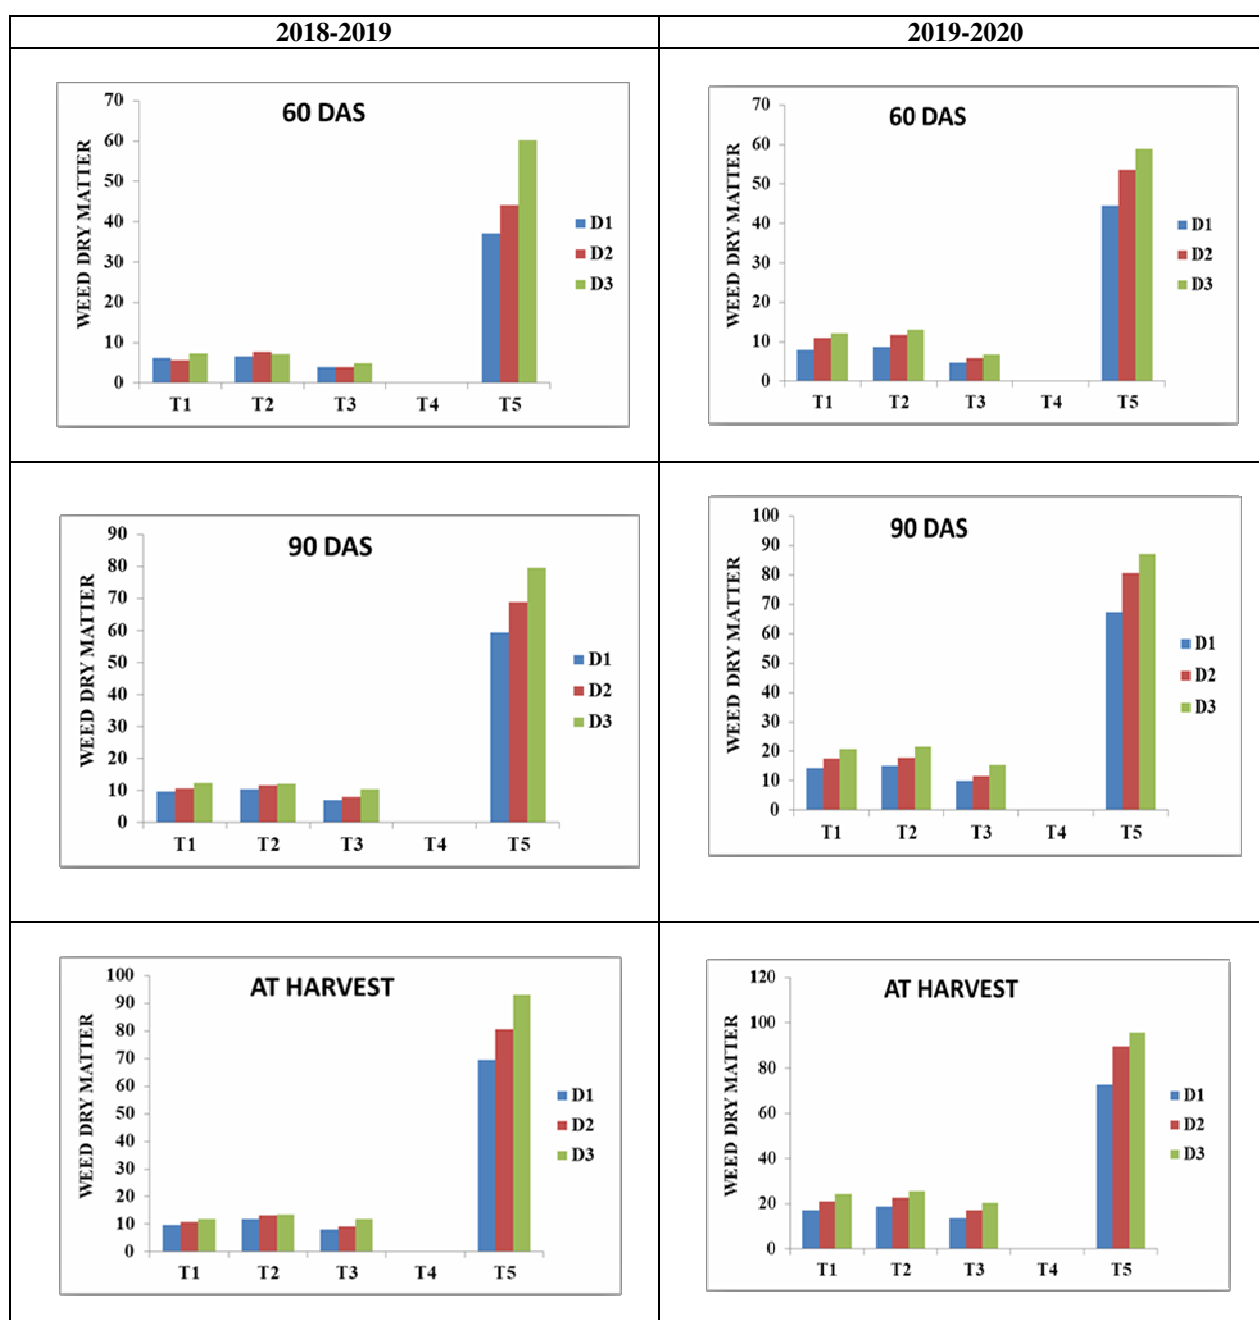 2018-2019
2019-2020
60 DAS
WEED DRY MATTER
70
60
50
40
30
20
10
0
T1 T2 T3 T4 T5
D1
D2
D3
60 DAS
WEED DRY MATTER
70
60
50
40
30
20
10
0
T1 T2 T3 T4 T5
D1
D2
D3
90 DAS
WEED DRY MATTER
90
80
70
60
50
40
30
20
10
0
T1 T2 T3 T4 T5
D1
D2
D3
90 DAS
WEED DRY MATTER
100
90
80
70
60
50
40
30
20
10
0
T1 T2 T3 T4 T5
D1
D2
D3
AT HARVEST
WEED DRY MATTER
100
90
80
70
60
50
40
30
20
10
0
T1 T2 T3 T4 T5
D1
D2
D3
AT HARVEST
WEED DRY MATTER
120
100
80
60
40
20
0
T1 T2 T3 T4 T5
D1
D2
D3